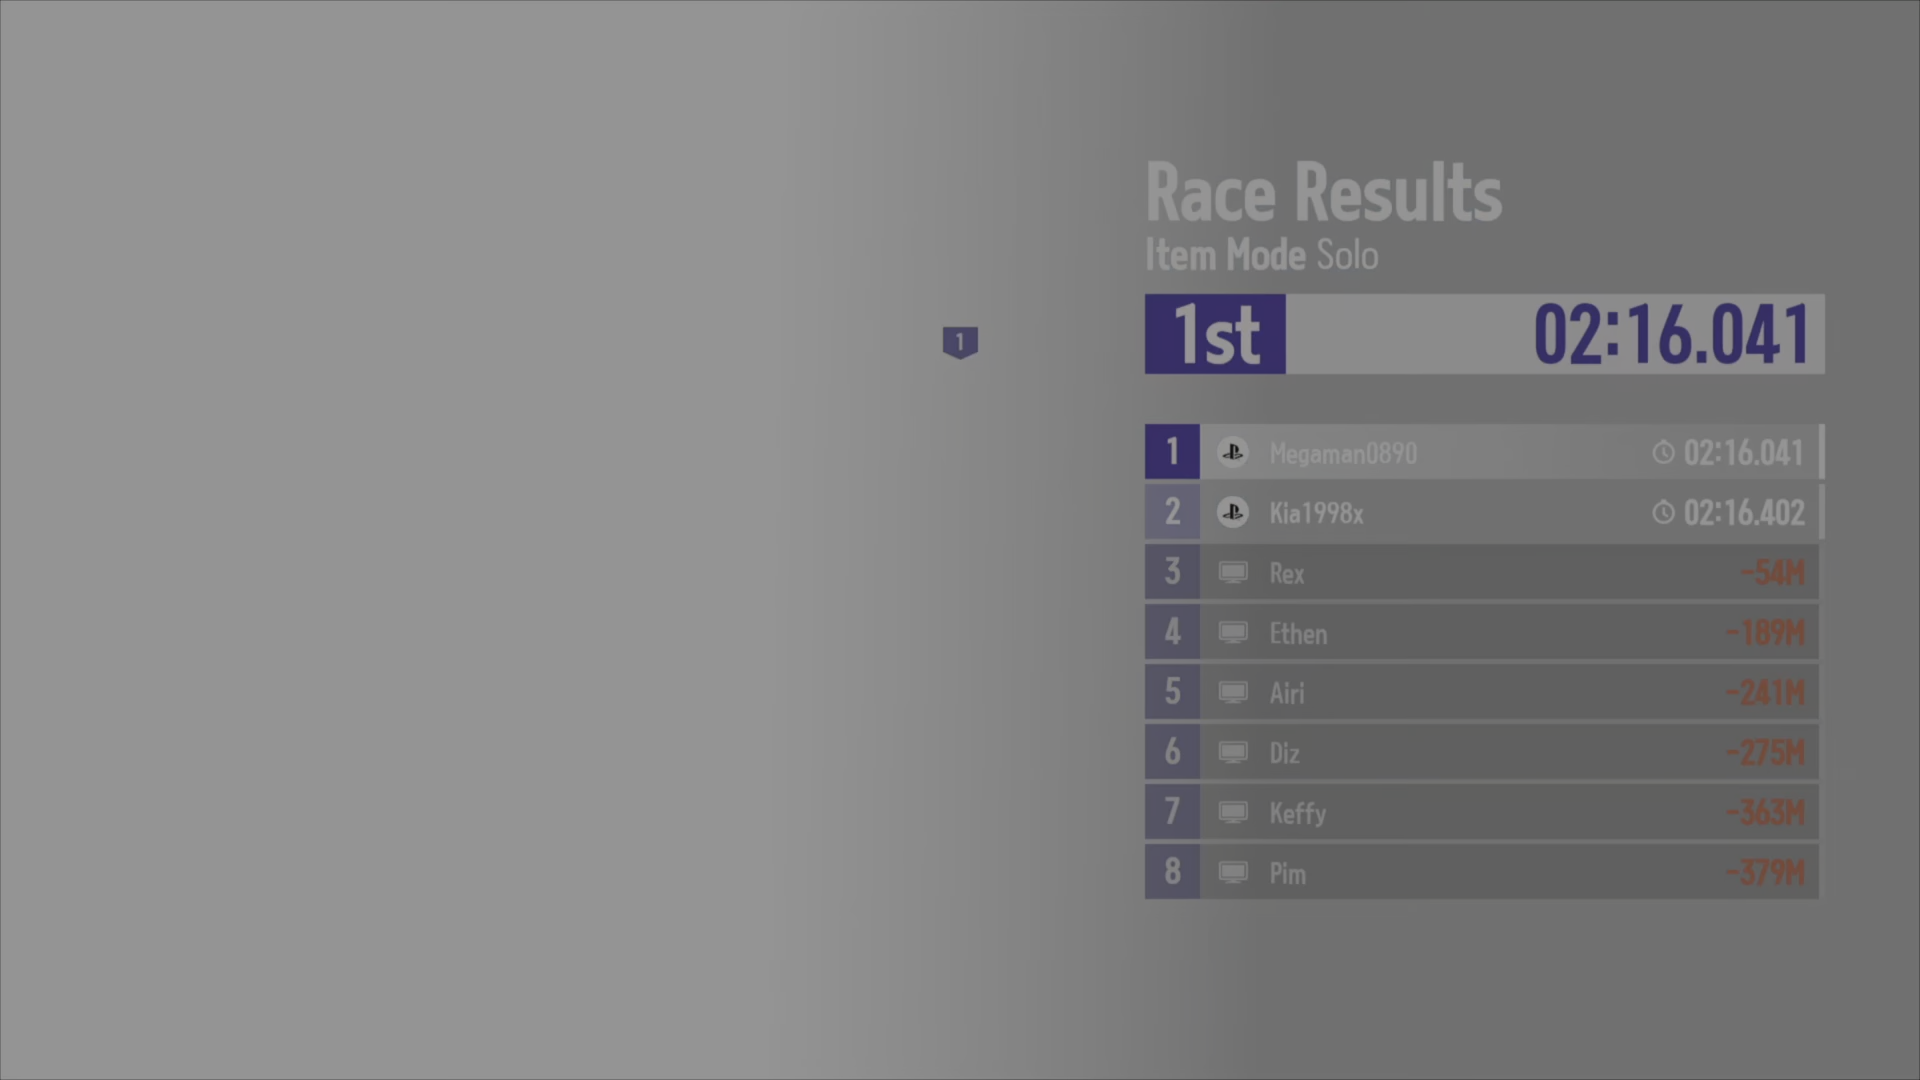 Race Results
Item Mode Solo
1
1st 02:16.041
1 Megaman0890 02:16.041
2 Kia1998x 02:16.402
3 Rex -54M
4 Ethen -189M
5 Airi -241M
6 Diz -275M
7 Keffy -363M
8 Pim -379M